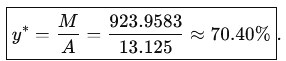 y* = M/A = 923.9583/13.125 ≈ 70.40%.